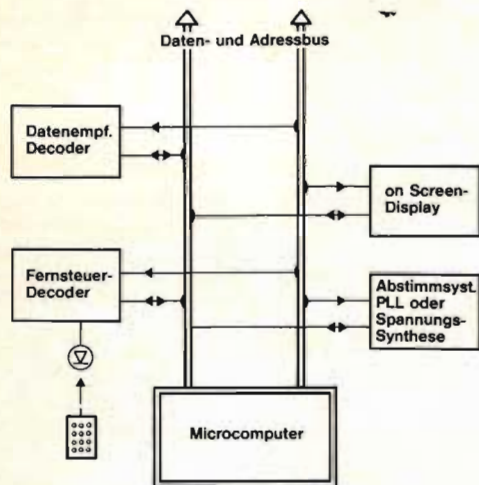 Daten- und Adressbus
Datenempf.
Decoder
on Screen-
Display
Fernsteuer-
Decoder
Abstimmsyst.
PLL oder
Spannungs-
Synthese
Microcomputer